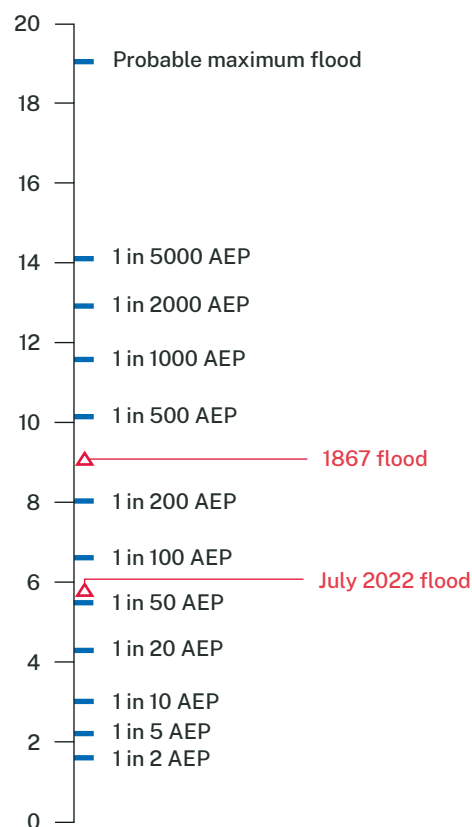 20
Probable maximum flood
18
16
14
1 in 5000 AEP
1 in 2000 AEP
12
1 in 1000 AEP
10
1 in 500 AEP
1867 flood
8
1 in 200 AEP
1 in 100 AEP
6
July 2022 flood
1 in 50 AEP
1 in 20 AEP
4
1 in 10 AEP
1 in 5 AEP
2
1 in 2 AEP
0